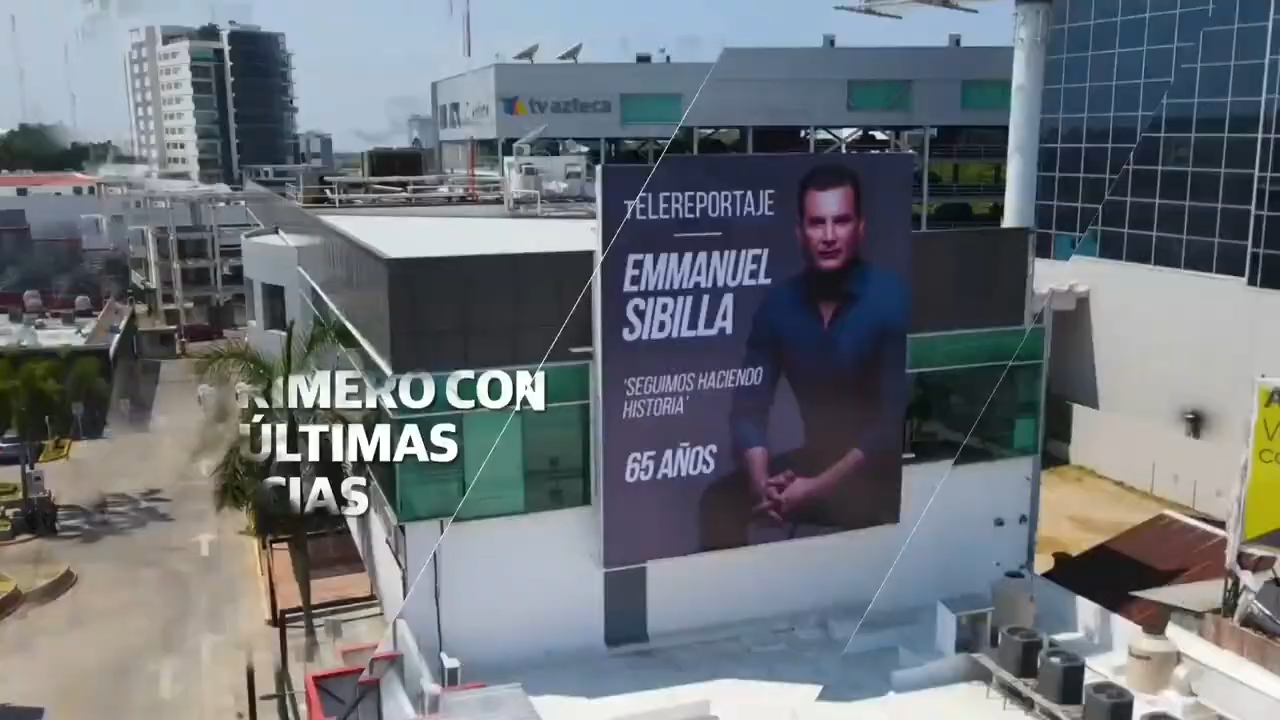 tv azteca
TELEREPORTAJE
EMMANUEL
SIBILLA
'SEGUIMOS HACIENDO
HISTORIA'
65 AÑOS
RIMERO CON
ÚLTIMAS
CIAS